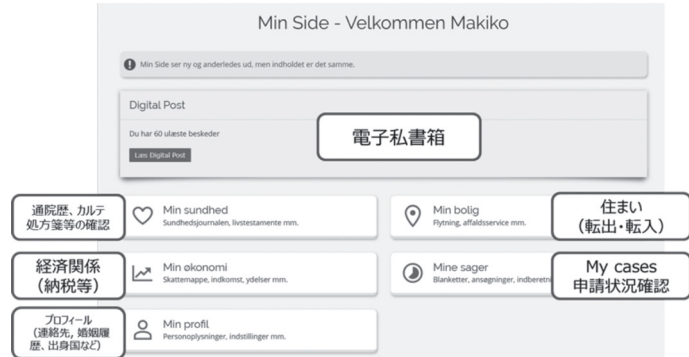 Min Side - Velkommen Makiko
Min Side ser ny og anderledes ud, men indholdet er det samme.
Digital Post
Du har 60 ulæste beskeder
Læs Digital Post
電子私書箱
通院歴、カルテ
処方箋等の確認
Min sundhed
Sundhedsjournalen, livstestamente mm.
Min bolig
Flytning, affaldsservice mm.
住まい
（転出・転入）
経済関係
（納税等）
Min økonomi
Skattemappe, indkomst, ydelser mm.
Mine sager
Blanketter, ansøgninger, indberetni
My cases
申請状況確認
プロフィール
（連絡先, 婚姻履
歴、出身国など）
Min profil
Personoplysninger, indstillinger mm.